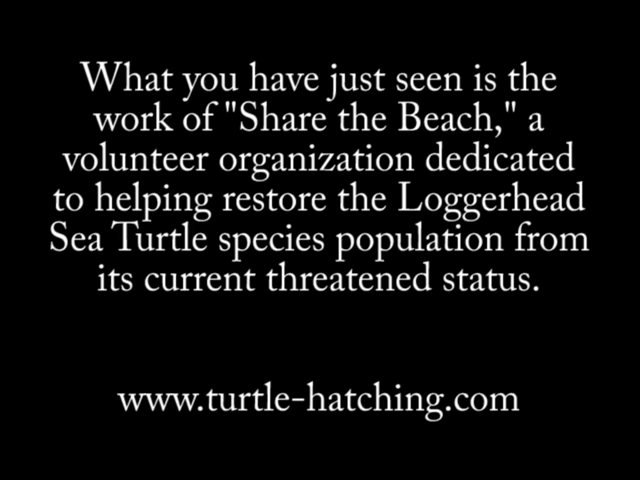 What you have just seen is the
work of "Share the Beach," a
volunteer organization dedicated
to helping restore the Loggerhead
Sea Turtle species population from
its current threatened status.
www.turtle-hatching.com